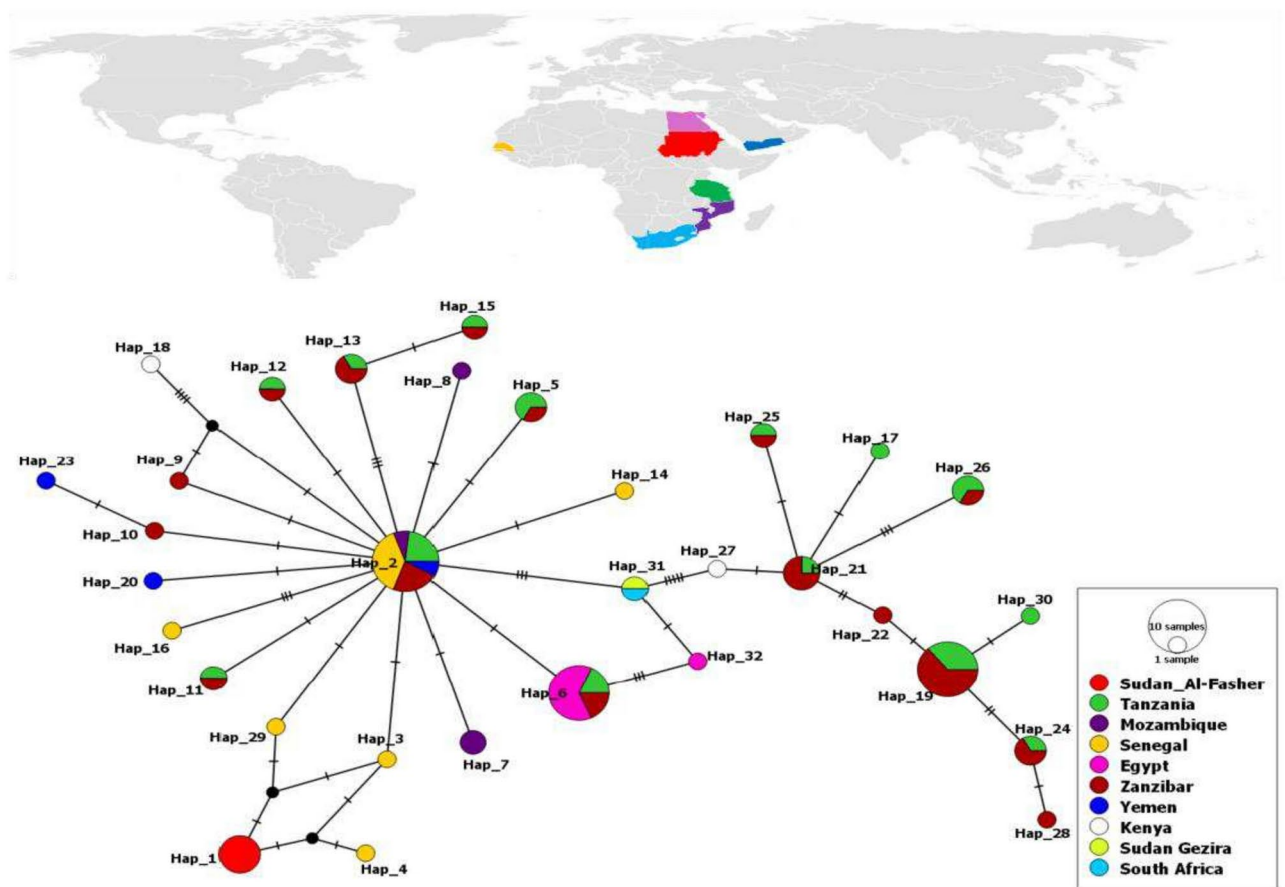 Hap_15
Hap_18
Hap_13
Hap_12
Hap_8
Hap_5
Hap_25
Hap_17
Hap_23
Hap_9
Hap_14
Hap_26
Hap_10
Hap_2
Hap_31
Hap_27
Hap_21
Hap_20
Hap_30
10 samples
Hap_16
Hap_22
Hap_32
1 sample
Hap_11
Hap_6
Hap_19
Sudan_Al-Fasher
Tanzania
Hap_29
Hap_3
Hap_24
Mozambique
Senegal
Hap_7
Egypt
Zanzibar
Yemen
Hap_28
Kenya
Hap_1
Hap_4
Sudan Gezira
South Africa